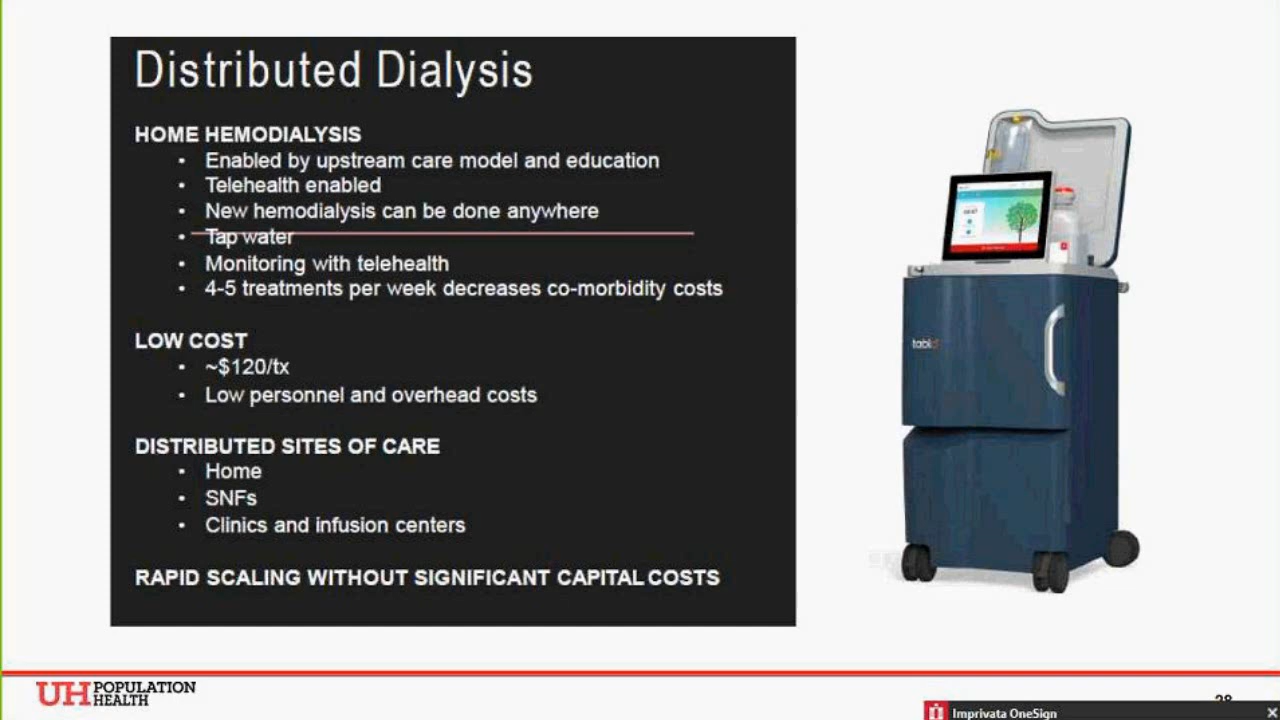 Distributed Dialysis
HOME HEMODIALYSIS
• Enabled by upstream care model and education
• Telehealth enabled
• New hemodialysis can be done anywhere
• Tap water
• Monitoring with telehealth
• 4-5 treatments per week decreases co-morbidity costs
LOW COST
• ~$120/tx
• Low personnel and overhead costs
DISTRIBUTED SITES OF CARE
• Home
• SNFs
• Clinics and infusion centers
RAPID SCALING WITHOUT SIGNIFICANT CAPITAL COSTS
tablo
UH POPULATION
HEALTH
Imprivata OneSign